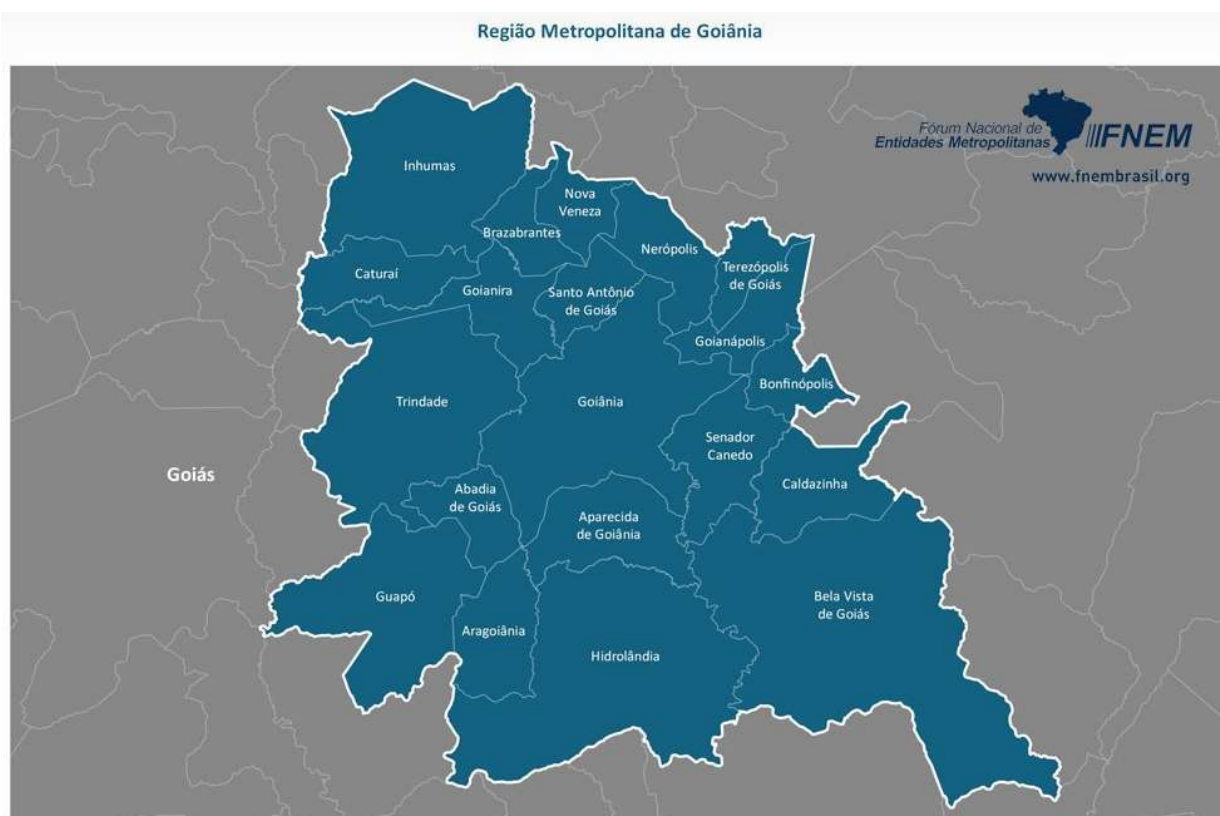 Região Metropolitana de Goiânia
Fórum Nacional de
Entidades Metropolitanas
FNEM
www.fnembrasil.org
Inhumas
Nova
Veneza
Brazabrantes
Nerópolis
Caturaí
Terezópolis
de Goiás
Goianira
Santo Antônio
de Goiás
Goianápolis
Bonfinópolis
Trindade
Goiânia
Senador
Canedo
Goiás
Caldazinha
Abadia
de Goiás
Aparecida
de Goiânia
Guapó
Bela Vista
de Goiás
Aragoiânia
Hidrolândia